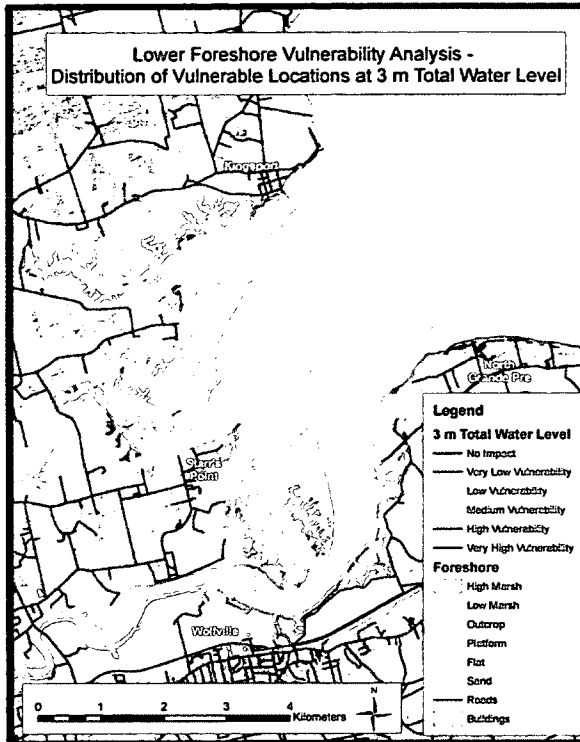 Lower Foreshore Vulnerability Analysis -
Distribution of Vulnerable Locations at 3 m Total Water Level
Kingsport
North
Grande Pre
Starr's
Point
Wolfville
Legend
3 m Total Water Level
No Impact
Very Low Vulnerability
Low Vulnerability
Medium Vulnerability
High Vulnerability
Very High Vulnerability
Foreshore
High Marsh
Low Marsh
Outcrop
Platform
Flat
Sand
Roads
Buildings
N
0 1 2 3 4
Kilometers